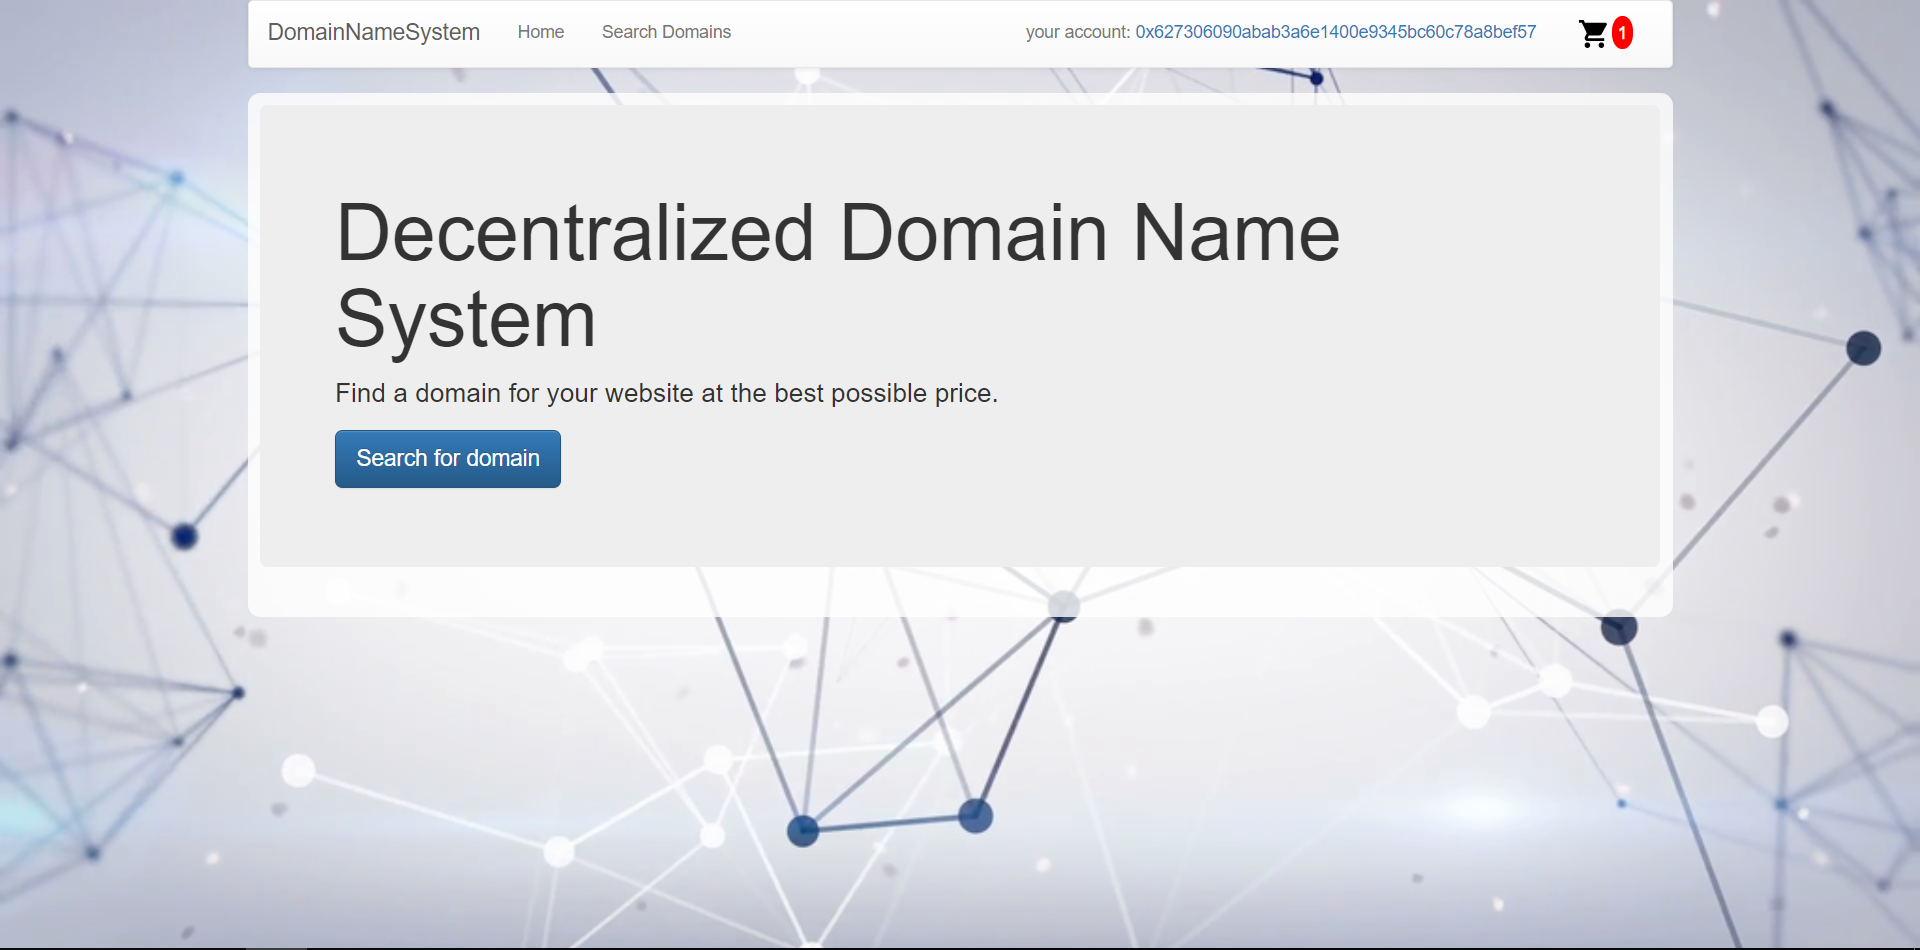 DomainNameSystem Home Search Domains your account: 0x627306090abab3a6e1400e9345bc60c78a8bef57 1
Decentralized Domain Name
System
Find a domain for your website at the best possible price.
Search for domain